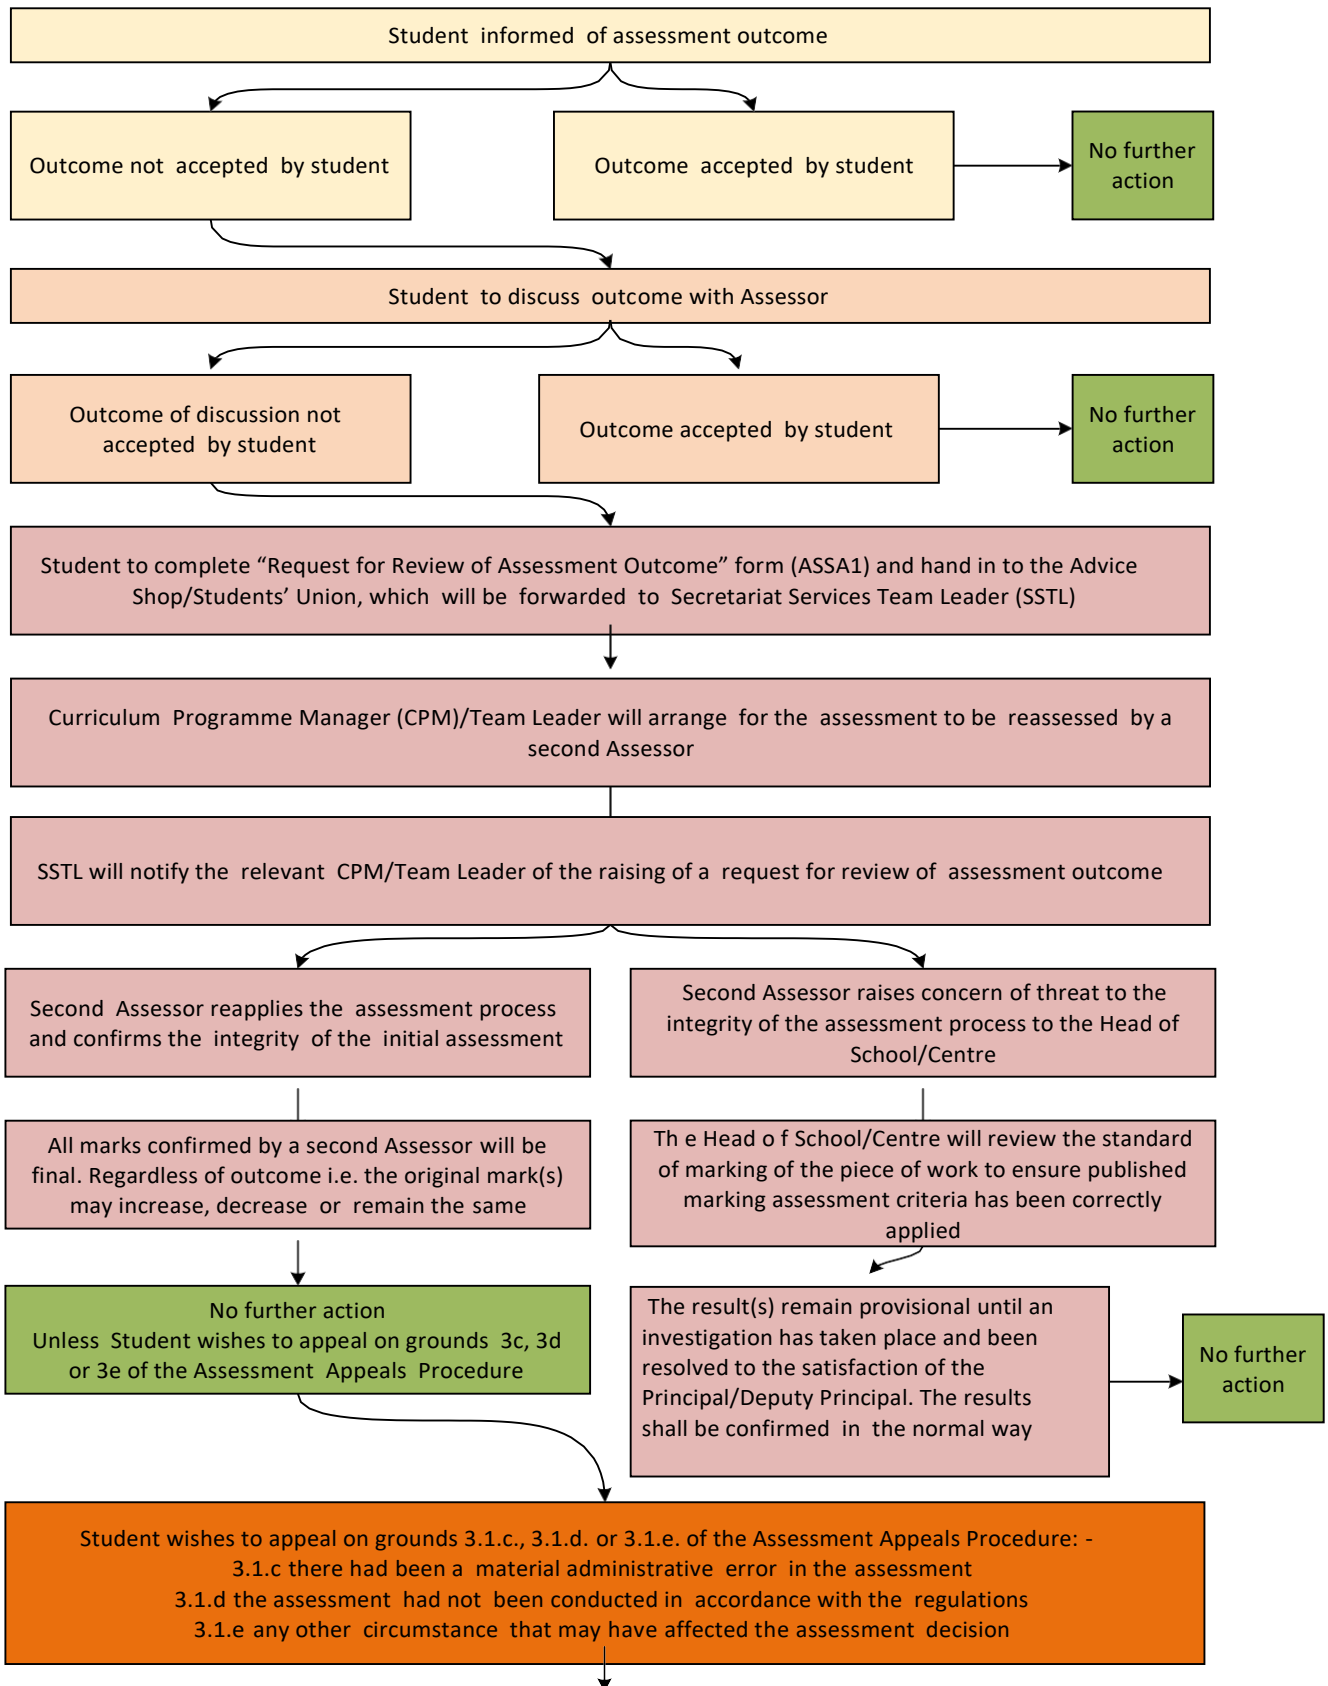 Student informed of assessment outcome
Outcome not accepted by student
Outcome accepted by student
No further
action
Student to discuss outcome with Assessor
Outcome of discussion not
accepted by student
Outcome accepted by student
No further
action
Student to complete “Request for Review of Assessment Outcome” form (ASSA1) and hand in to the Advice
Shop/Students’ Union, which will be forwarded to Secretariat Services Team Leader (SSTL)
Curriculum Programme Manager (CPM)/Team Leader will arrange for the assessment to be reassessed by a
second Assessor
SSTL will notify the relevant CPM/Team Leader of the raising of a request for review of assessment outcome
Second Assessor reapplies the assessment process
and confirms the integrity of the initial assessment
Second Assessor raises concern of threat to the
integrity of the assessment process to the Head of
School/Centre
All marks confirmed by a second Assessor will be
final. Regardless of outcome i.e. the original mark(s)
may increase, decrease or remain the same
Th e Head o f School/Centre will review the standard
of marking of the piece of work to ensure published
marking assessment criteria has been correctly
applied
No further action
Unless Student wishes to appeal on grounds 3c, 3d
or 3e of the Assessment Appeals Procedure
The result(s) remain provisional until an
investigation has taken place and been
resolved to the satisfaction of the
Principal/Deputy Principal. The results
shall be confirmed in the normal way
No further
action
Student wishes to appeal on grounds 3.1.c., 3.1.d. or 3.1.e. of the Assessment Appeals Procedure: -
3.1.c there had been a material administrative error in the assessment
3.1.d the assessment had not been conducted in accordance with the regulations
3.1.e any other circumstance that may have affected the assessment decision